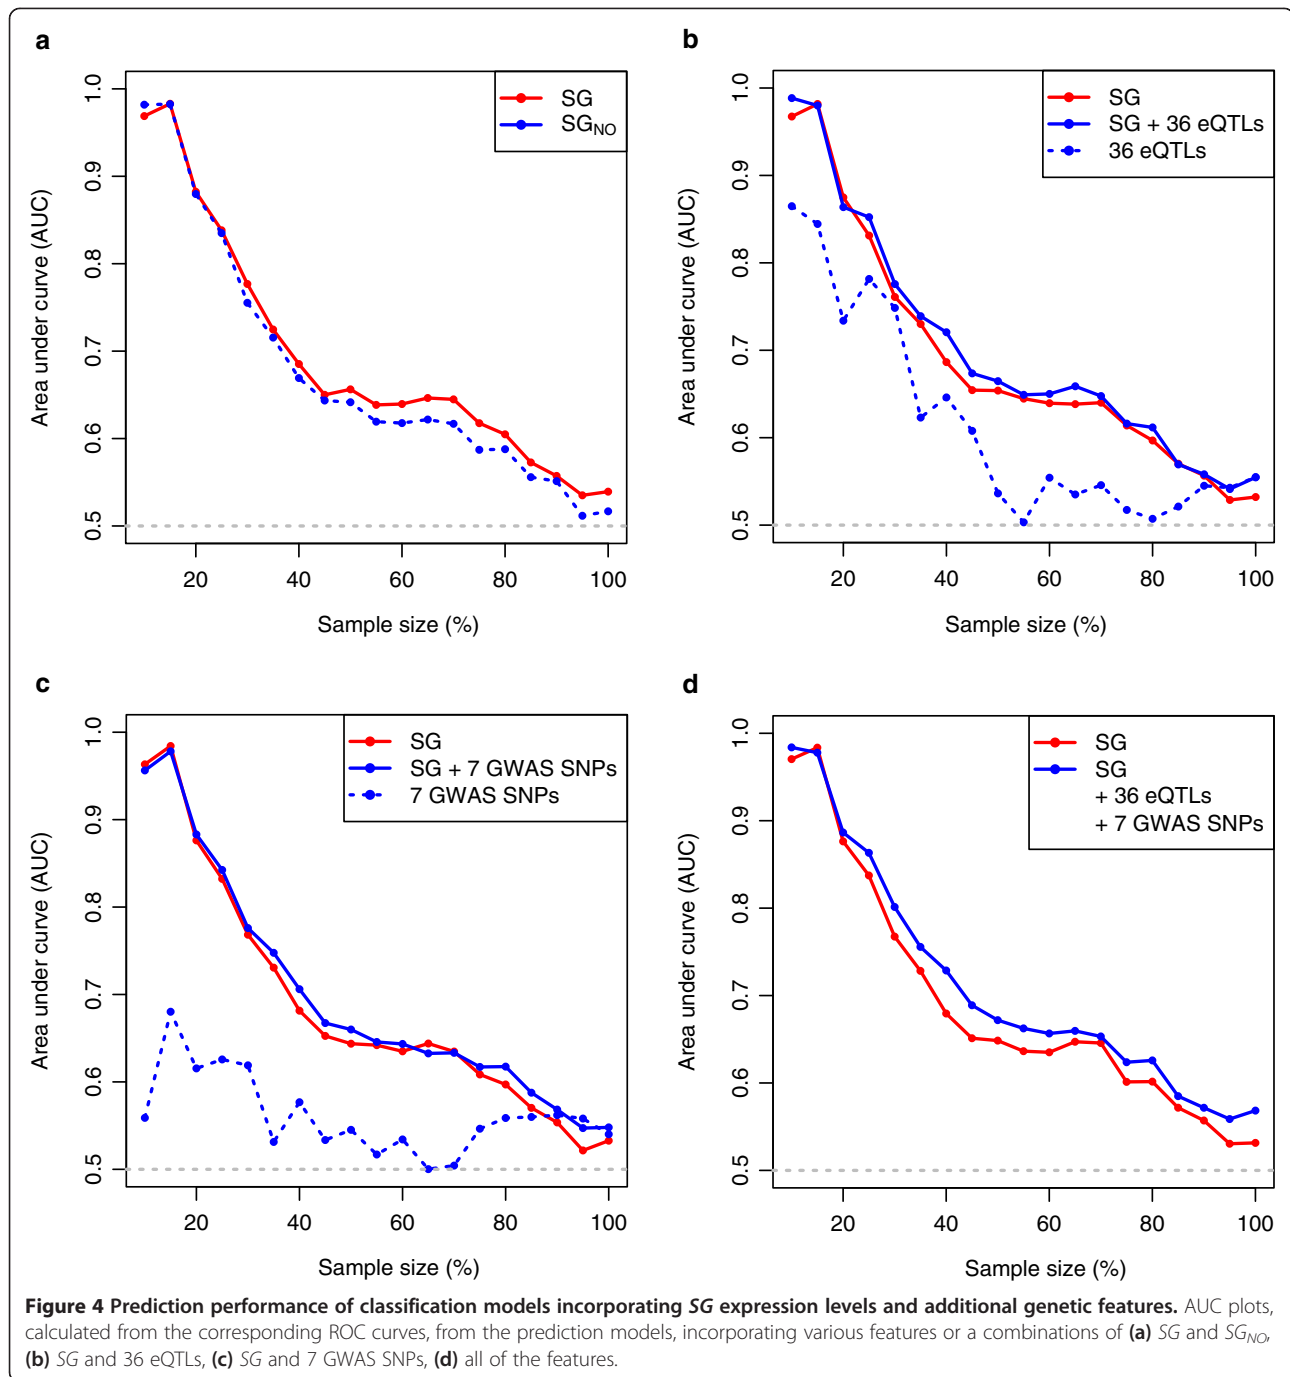 a
SG
SG_NO
Area under curve (AUC)
1.0
0.9
0.8
0.7
0.6
0.5
20 40 60 80 100
Sample size (%)
b
SG
SG + 36 eQTLs
36 eQTLs
Area under curve (AUC)
1.0
0.9
0.8
0.7
0.6
0.5
20 40 60 80 100
Sample size (%)
c
SG
SG + 7 GWAS SNPs
7 GWAS SNPs
Area under curve (AUC)
1.0
0.9
0.8
0.7
0.6
0.5
20 40 60 80 100
Sample size (%)
d
SG
SG
+ 36 eQTLs
+ 7 GWAS SNPs
Area under curve (AUC)
1.0
0.9
0.8
0.7
0.6
0.5
20 40 60 80 100
Sample size (%)
Figure 4 Prediction performance of classification models incorporating SG expression levels and additional genetic features. AUC plots,
calculated from the corresponding ROC curves, from the prediction models, incorporating various features or a combinations of (a) SG and SG_NO,
(b) SG and 36 eQTLs, (c) SG and 7 GWAS SNPs, (d) all of the features.